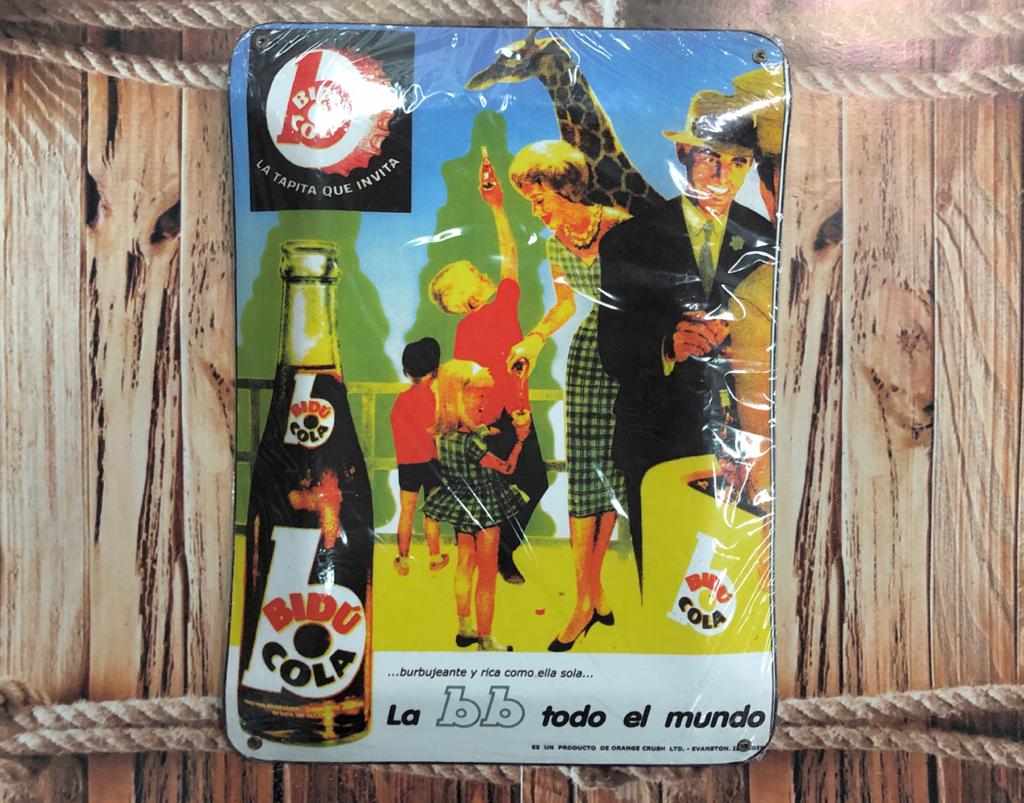 b
BIDÚ
COLA
LA TAPITA QUE INVITA
BIDÚ
COLA
b
BIDÚ
COLA
b
BIDÚ
COLA
...burbujeante y rica como ella sola...
La bb todo el mundo
ES UN PRODUCTO DE ORANGE CRUSH LTD. - EVANSTON.